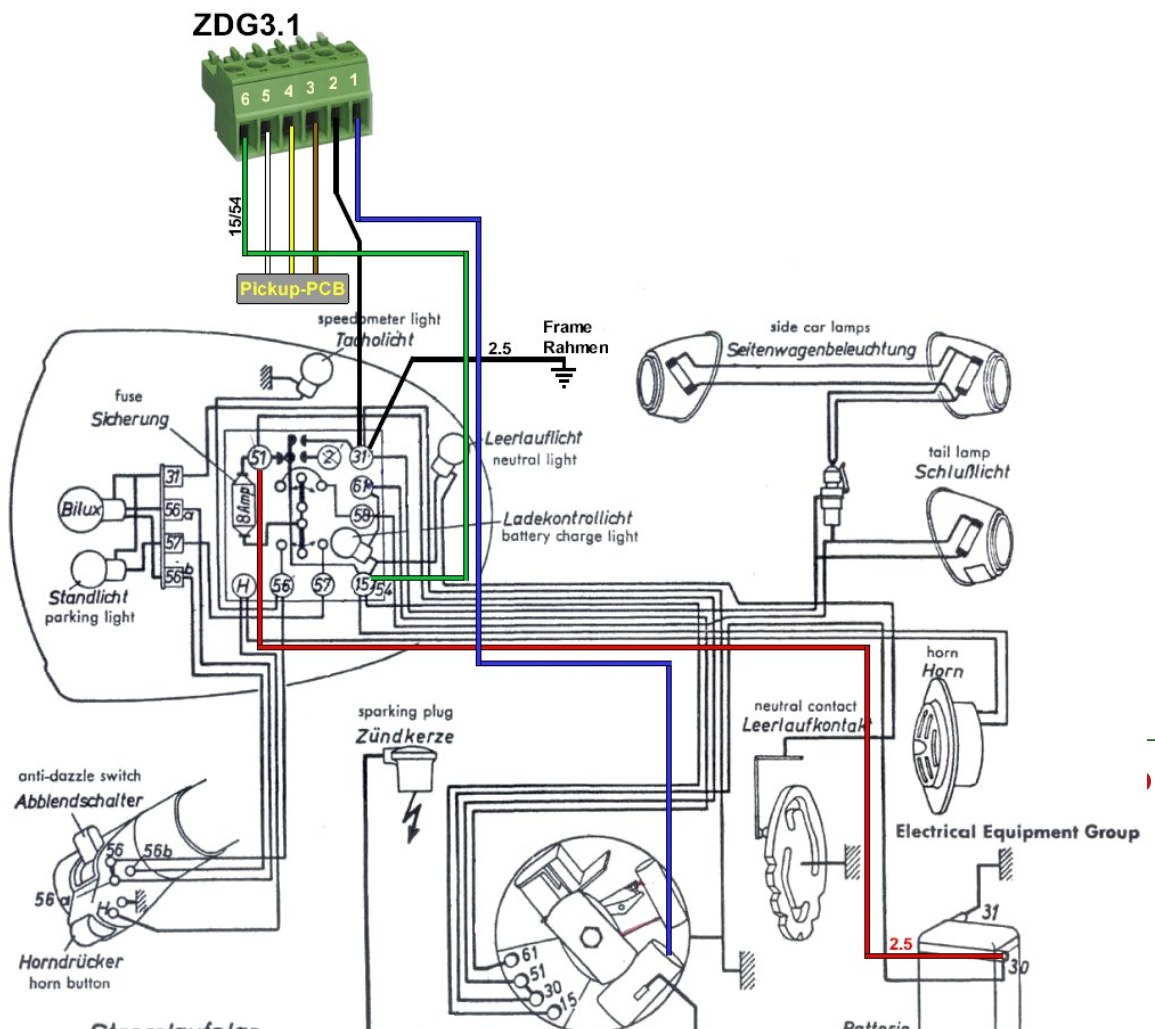 ZDG3.1
6 5 4 3 2 1
15/54
Pickup-PCB
speedometer light
Tacholicht
2.5
Frame
Rahmen
side car lamps
Seitenwagenbeleuchtung
fuse
Sicherung
Leerlauflicht
neutral light
tail lamp
Schlußlicht
51
2
31
61
58
8 Amp
Ladekontrollicht
battery charge light
31
56a
57
56b
Bilux
Standlicht
parking light
H
56
57
15/54
horn
Horn
sparking plug
Zündkerze
neutral contact
Leerlaufkontakt
anti-dazzle switch
Abblendschalter
56
56b
56a
H
Electrical Equipment Group
Horndrücker
horn button
61
51
30
15
31
2.5
30